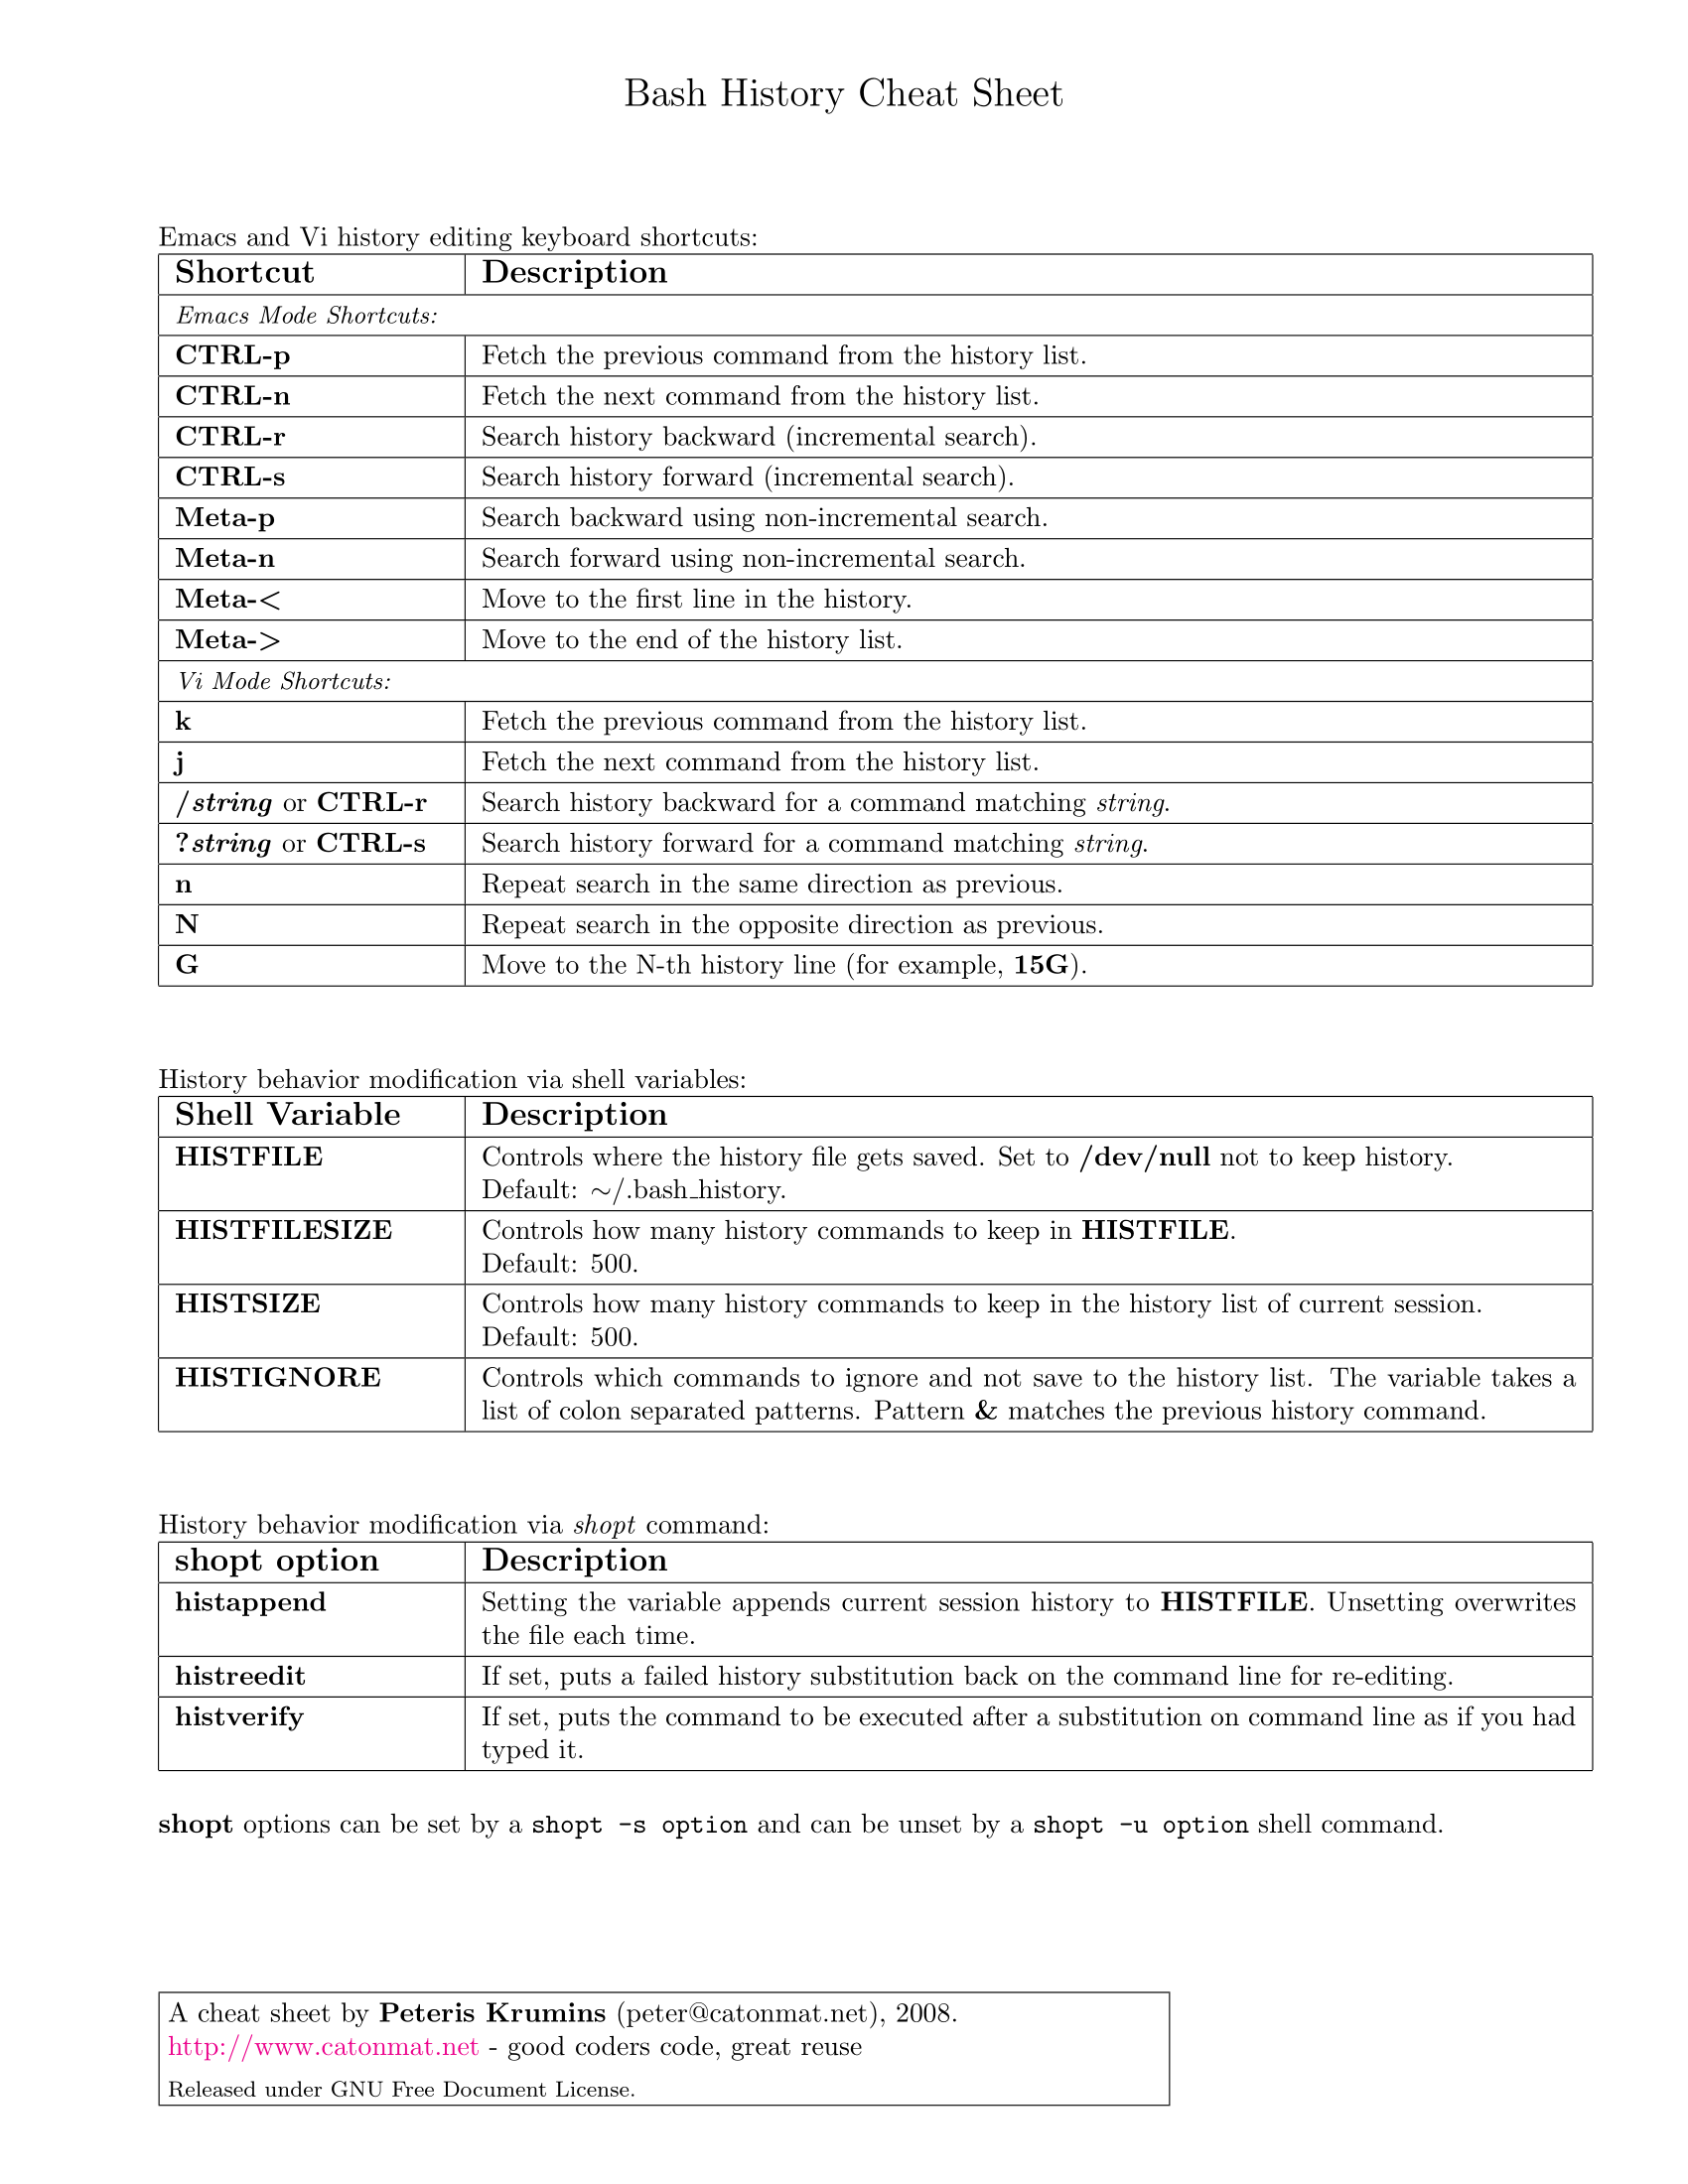 Bash History Cheat Sheet
Emacs and Vi history editing keyboard shortcuts:
Shortcut Description
Emacs Mode Shortcuts:
CTRL-p Fetch the previous command from the history list.
CTRL-n Fetch the next command from the history list.
CTRL-r Search history backward (incremental search).
CTRL-s Search history forward (incremental search).
Meta-p Search backward using non-incremental search.
Meta-n Search forward using non-incremental search.
Meta-< Move to the first line in the history.
Meta-> Move to the end of the history list.
Vi Mode Shortcuts:
k Fetch the previous command from the history list.
j Fetch the next command from the history list.
/string or CTRL-r Search history backward for a command matching string.
?string or CTRL-s Search history forward for a command matching string.
n Repeat search in the same direction as previous.
N Repeat search in the opposite direction as previous.
G Move to the N-th history line (for example, 15G).
History behavior modification via shell variables:
Shell Variable Description
HISTFILE Controls where the history file gets saved. Set to /dev/null not to keep history.
Default: ~/.bash_history.
HISTFILESIZE Controls how many history commands to keep in HISTFILE.
Default: 500.
HISTSIZE Controls how many history commands to keep in the history list of current session.
Default: 500.
HISTIGNORE Controls which commands to ignore and not save to the history list. The variable takes a
list of colon separated patterns. Pattern & matches the previous history command.
History behavior modification via shopt command:
shopt option Description
histappend Setting the variable appends current session history to HISTFILE. Unsetting overwrites
the file each time.
histreedit If set, puts a failed history substitution back on the command line for re-editing.
histverify If set, puts the command to be executed after a substitution on command line as if you had
typed it.
shopt options can be set by a shopt -s option and can be unset by a shopt -u option shell command.
A cheat sheet by Peteris Krumins (peter@catonmat.net), 2008.
http://www.catonmat.net - good coders code, great reuse
Released under GNU Free Document License.